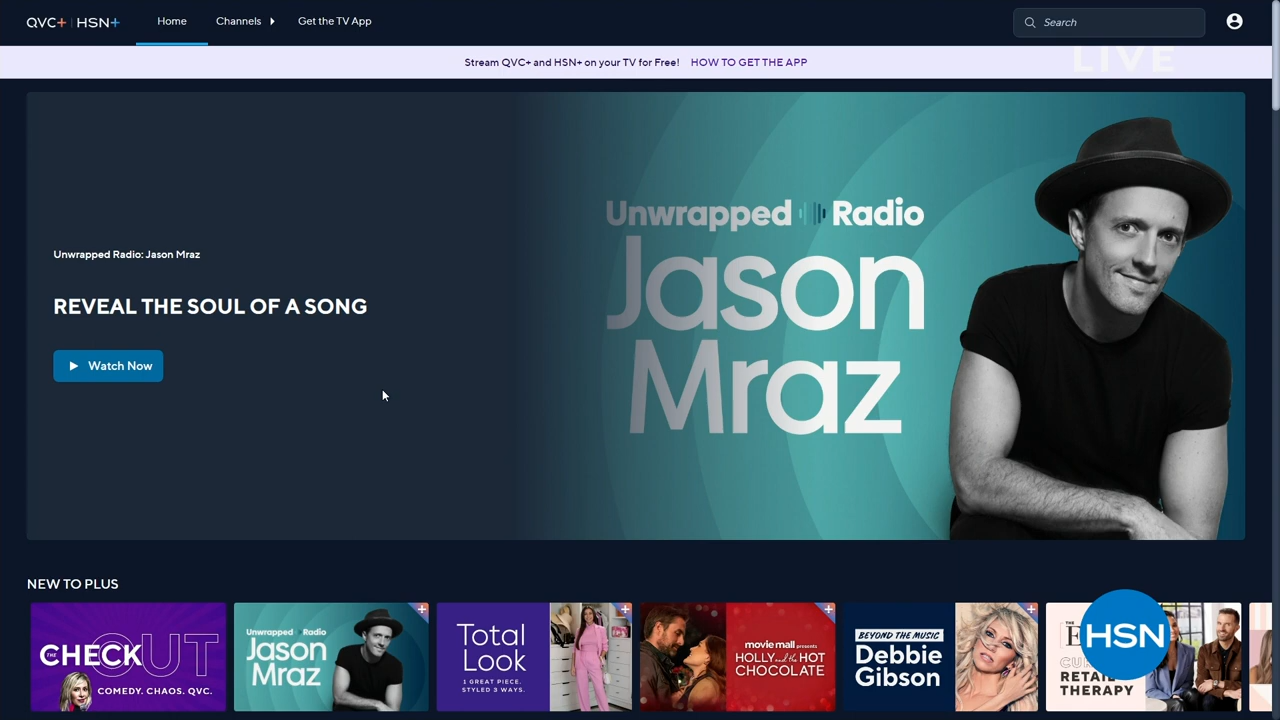 QVC+ | HSN+
Home
Channels
Get the TV App
Search
Stream QVC+ and HSN+ on your TV for Free! HOW TO GET THE APP
LIVE
Unwrapped Radio: Jason Mraz
REVEAL THE SOUL OF A SONG
Watch Now
Unwrapped Radio
Jason
Mraz
NEW TO PLUS
THE CHECKOUT
COMEDY. CHAOS. QVC.
Unwrapped Radio
Jason
Mraz
Total
Look
1 GREAT PIECE.
STYLED 3 WAYS.
movie mall presents
HOLLY and the HOT
CHOCOLATE
BEYOND THE MUSIC
Debbie
Gibson
THE
RETAIL
THERAPY
HSN